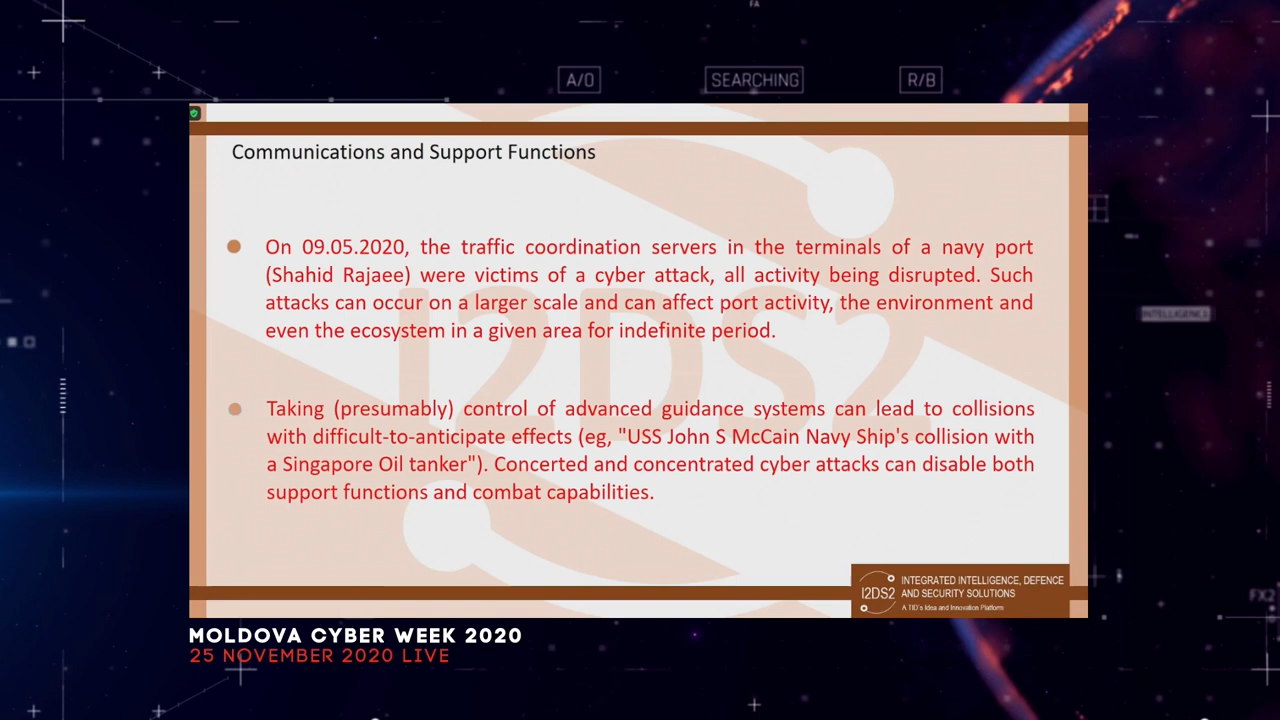 FA
A/0
SEARCHING
R/B
Communications and Support Functions
On 09.05.2020, the traffic coordination servers in the terminals of a navy port
(Shahid Rajaee) were victims of a cyber attack, all activity being disrupted. Such
attacks can occur on a larger scale and can affect port activity, the environment and
even the ecosystem in a given area for indefinite period.
INTELLIGENCE
Taking (presumably) control of advanced guidance systems can lead to collisions
with difficult-to-anticipate effects (eg, "USS John S McCain Navy Ship's collision with
a Singapore Oil tanker"). Concerted and concentrated cyber attacks can disable both
support functions and combat capabilities.
I2DS2
I2DS2
INTEGRATED INTELLIGENCE, DEFENCE
AND SECURITY SOLUTIONS
A TID's Idea and Innovation Platform
FX2
MOLDOVA CYBER WEEK 2020
25 NOVEMBER 2020 LIVE